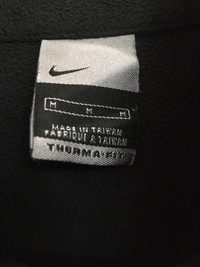 M M M
MADE IN TAIWAN
FABRIQUÉ A TAIWAN
THERMA-FIT